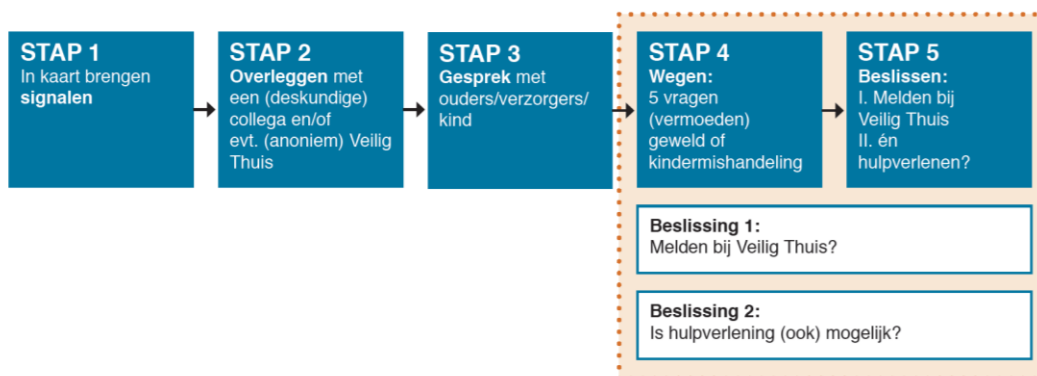 STAP 1
In kaart brengen
signalen
STAP 2
Overleggen met
een (deskundige)
collega en/of
evt. (anoniem) Veilig
Thuis
STAP 3
Gesprek met
ouders/verzorgers/
kind
STAP 4
Wegen:
5 vragen
(vermoeden)
geweld of
kindermishandeling
STAP 5
Beslissen:
I. Melden bij
Veilig Thuis
II. én
hulpverlenen?
Beslissing 1:
Melden bij Veilig Thuis?
Beslissing 2:
Is hulpverlening (ook) mogelijk?